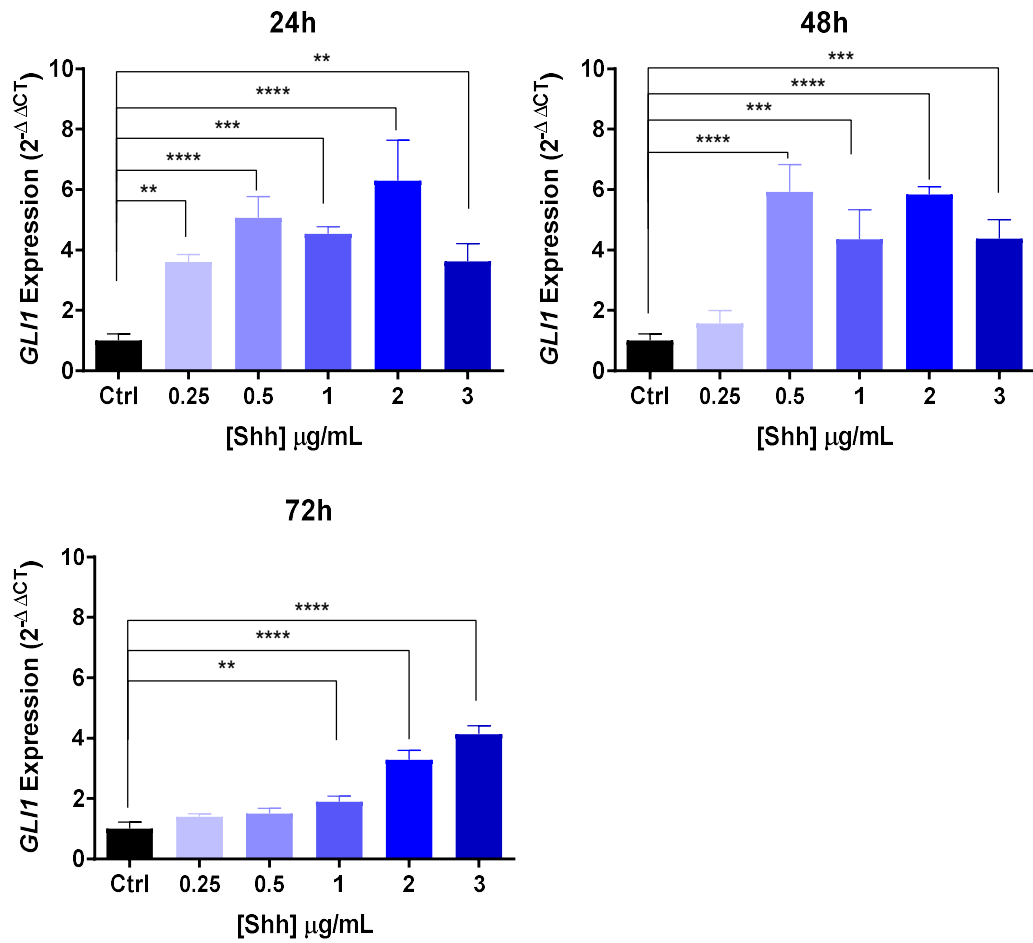 24h
GLI1 Expression (2-Δ ΔCT)
10
8
6
4
2
0
**
****
***
****
**
Ctrl 0.25 0.5 1 2 3
[Shh] μg/mL
48h
GLI1 Expression (2-Δ ΔCT)
10
8
6
4
2
0
***
****
***
****
Ctrl 0.25 0.5 1 2 3
[Shh] μg/mL
72h
GLI1 Expression (2-Δ ΔCT)
10
8
6
4
2
0
****
****
**
Ctrl 0.25 0.5 1 2 3
[Shh] μg/mL